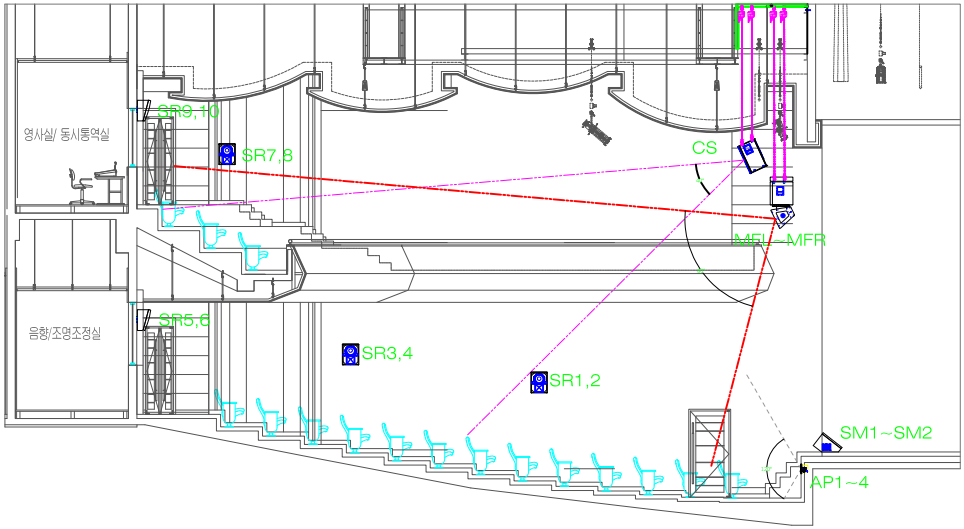 SR9,10
영사실/ 동시통역실
SR7,8
CS
MFL~MFR
SR5,6
음향/조명조정실
SR3,4
SR1,2
SM1~SM2
AP1~4